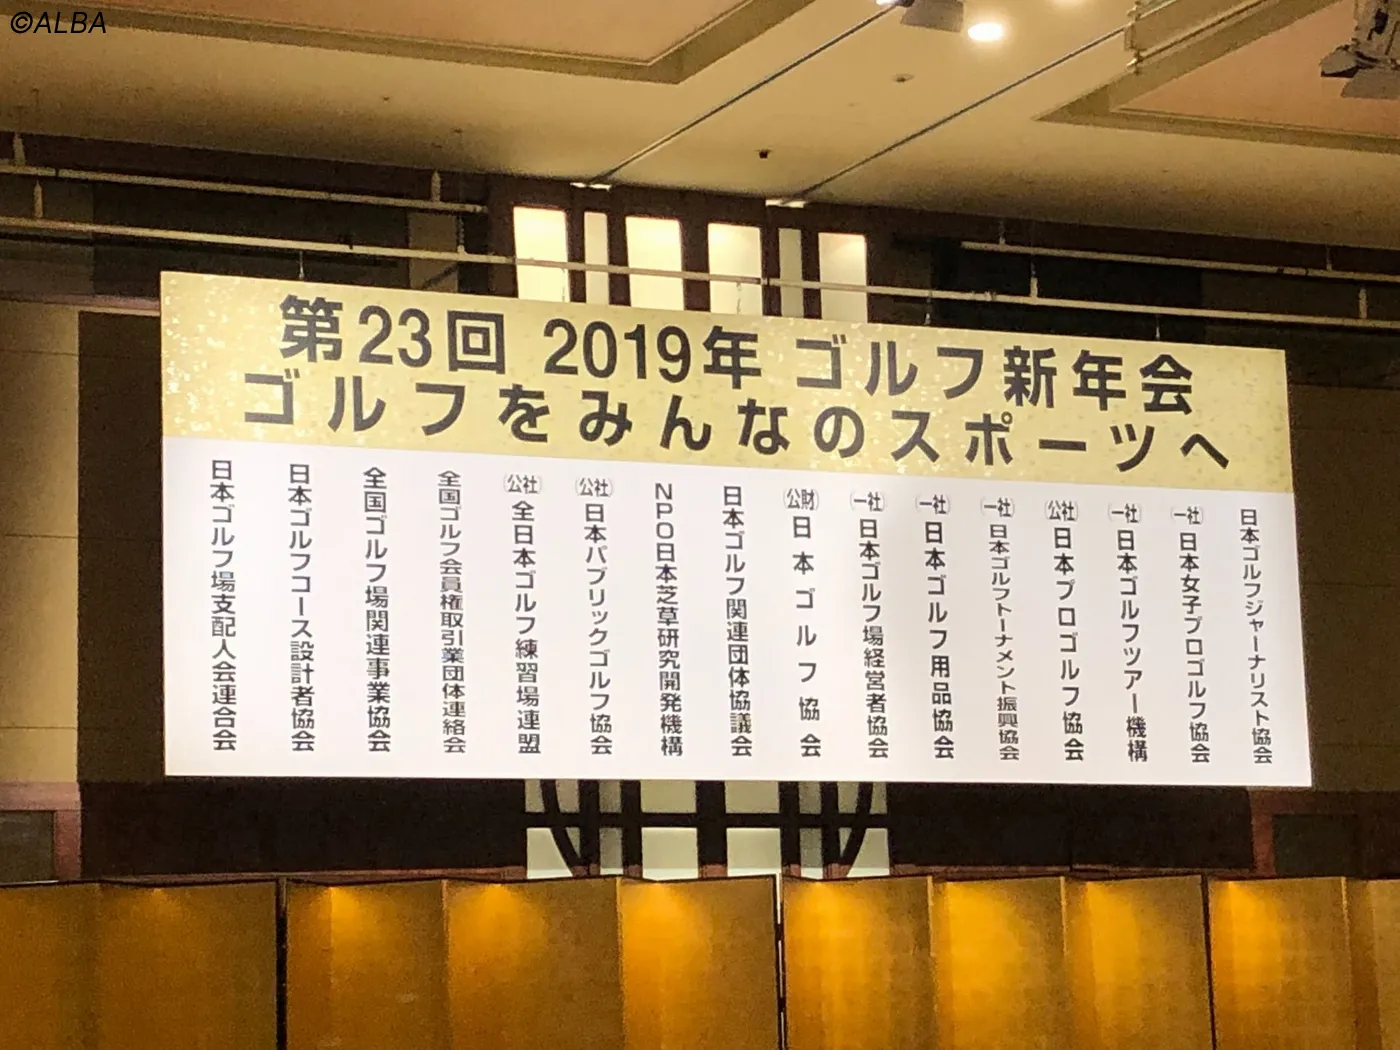 ©ALBA
第23回 2019年 ゴルフ新年会
ゴルフをみんなのスポーツへ
日本ゴルフジャーナリスト協会
(一社)日本女子プロゴルフ協会
(一社)日本ゴルフツアー機構
(公社)日本プロゴルフ協会
(一社)日本ゴルフトーナメント振興協会
(一社)日本ゴルフ用品協会
(一社)日本ゴルフ場経営者協会
(公財)日本ゴルフ協会
日本ゴルフ関連団体協議会
NPO日本芝草研究開発機構
(公社)日本パブリックゴルフ協会
(公社)全日本ゴルフ練習場連盟
全国ゴルフ会員権取引業団体連絡会
全国ゴルフ場関連事業協会
日本ゴルフコース設計者協会
日本ゴルフ場支配人会連合会